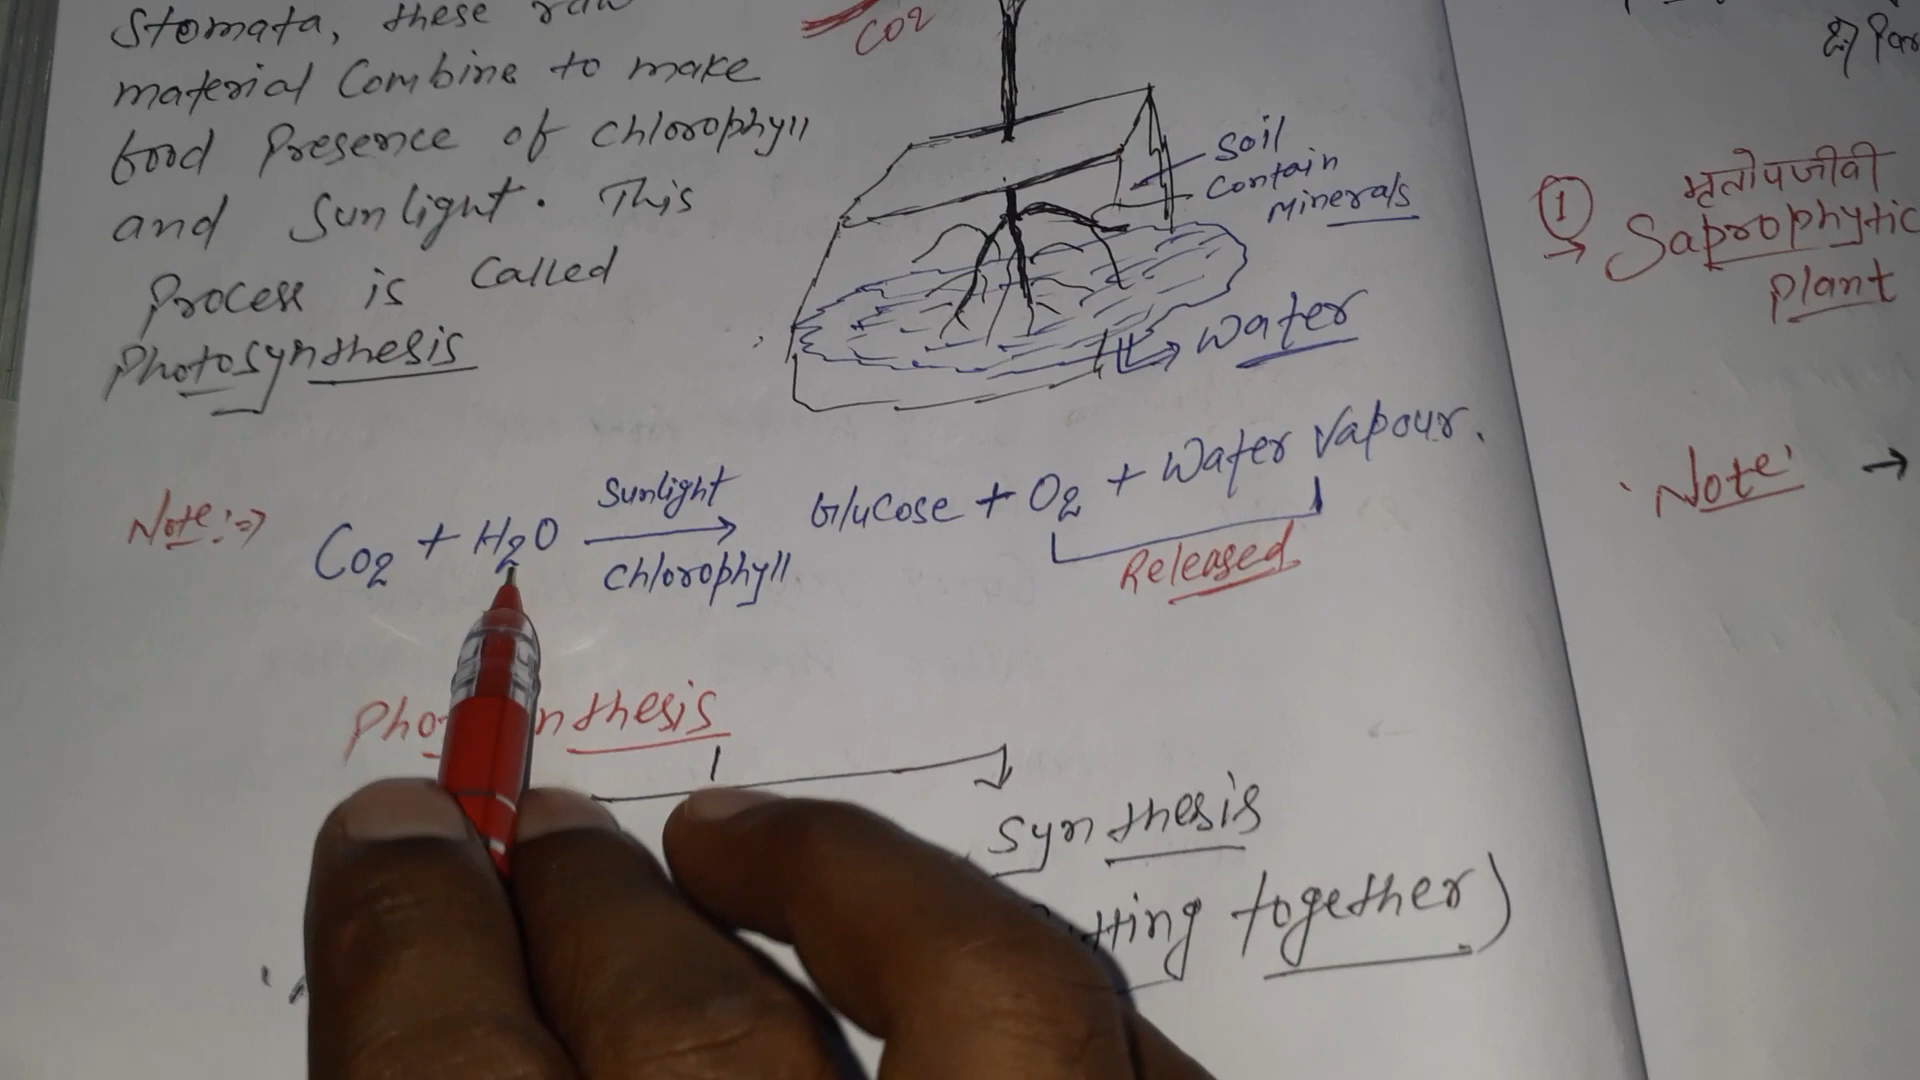 Stomata, these raw
material Combine to make
food Presence of Chlorophyll
and Sunlight. This
Process is Called
Photosynthesis
CO2
Soil
Contain
Minerals
Water
Note:⇒
Co2 + H2O
Sunlight
→
Chlorophyll
Glucose + O2 + Water Vapour.
Released
Synthesis
together)
①
→
मृतोपजीवी
Saprophytic
Plant
Note: →